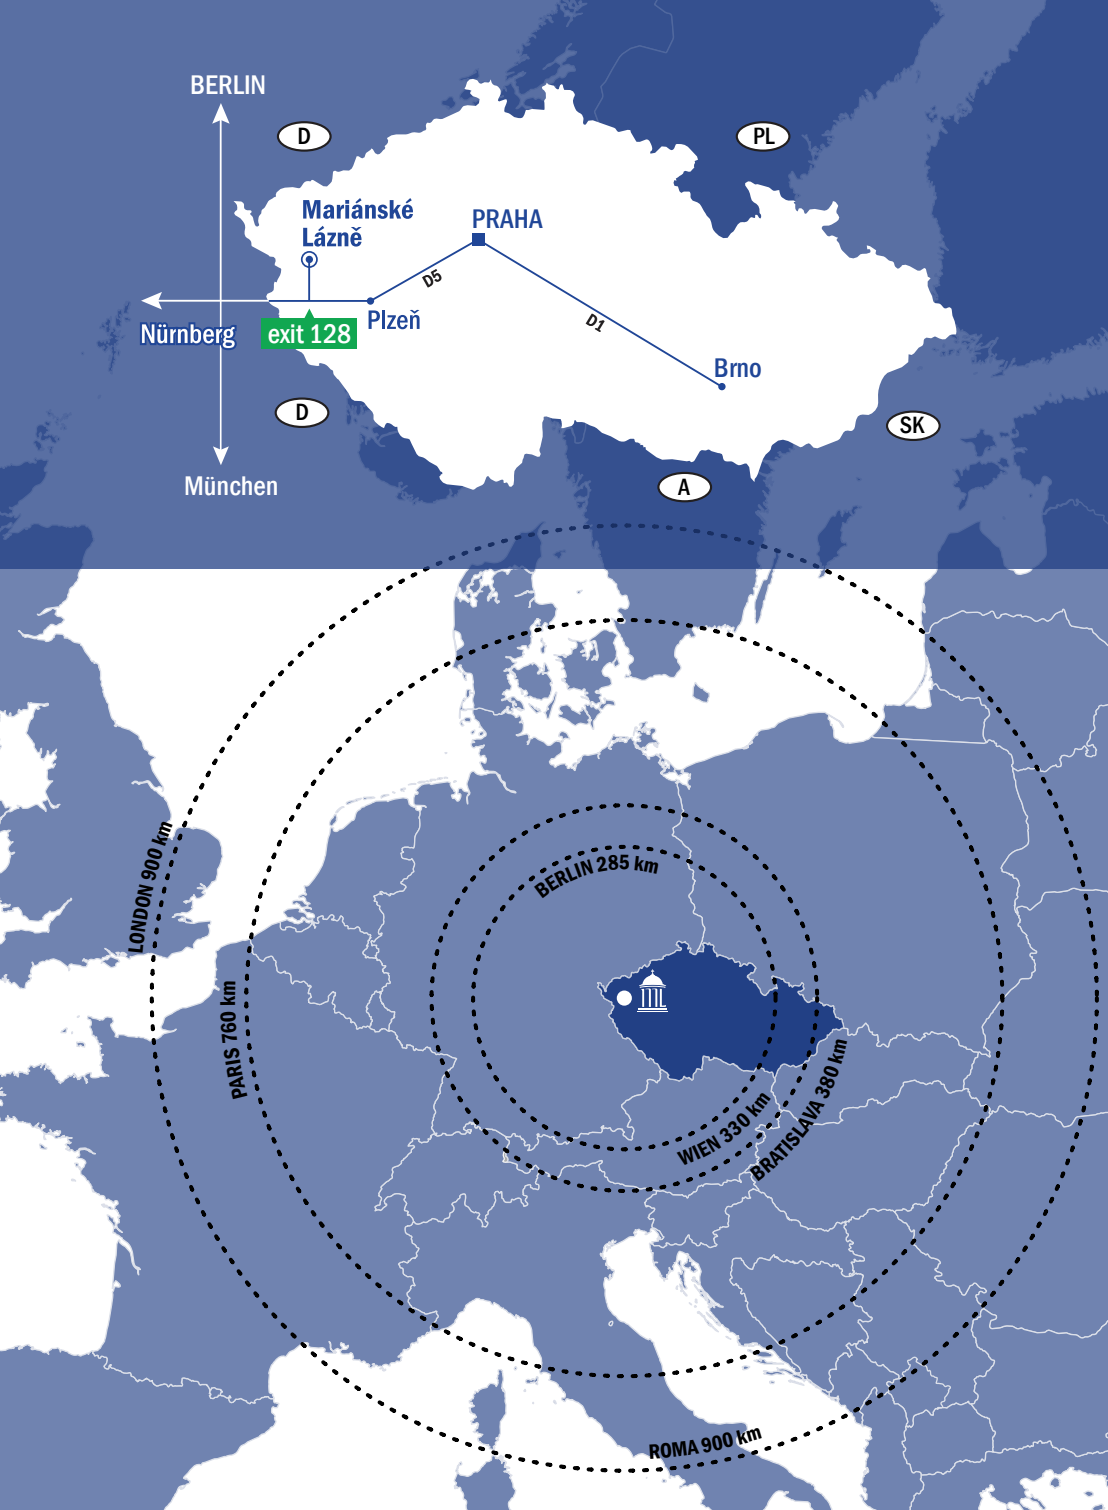 BERLIN
D
PL
Mariánské
Lázně
PRAHA
D5
Nürnberg
exit 128
Plzeň
D1
Brno
D
SK
München
A
LONDON 900 km
BERLIN 285 km
PARIS 760 km
WIEN 330 km
BRATISLAVA 380 km
ROMA 900 km